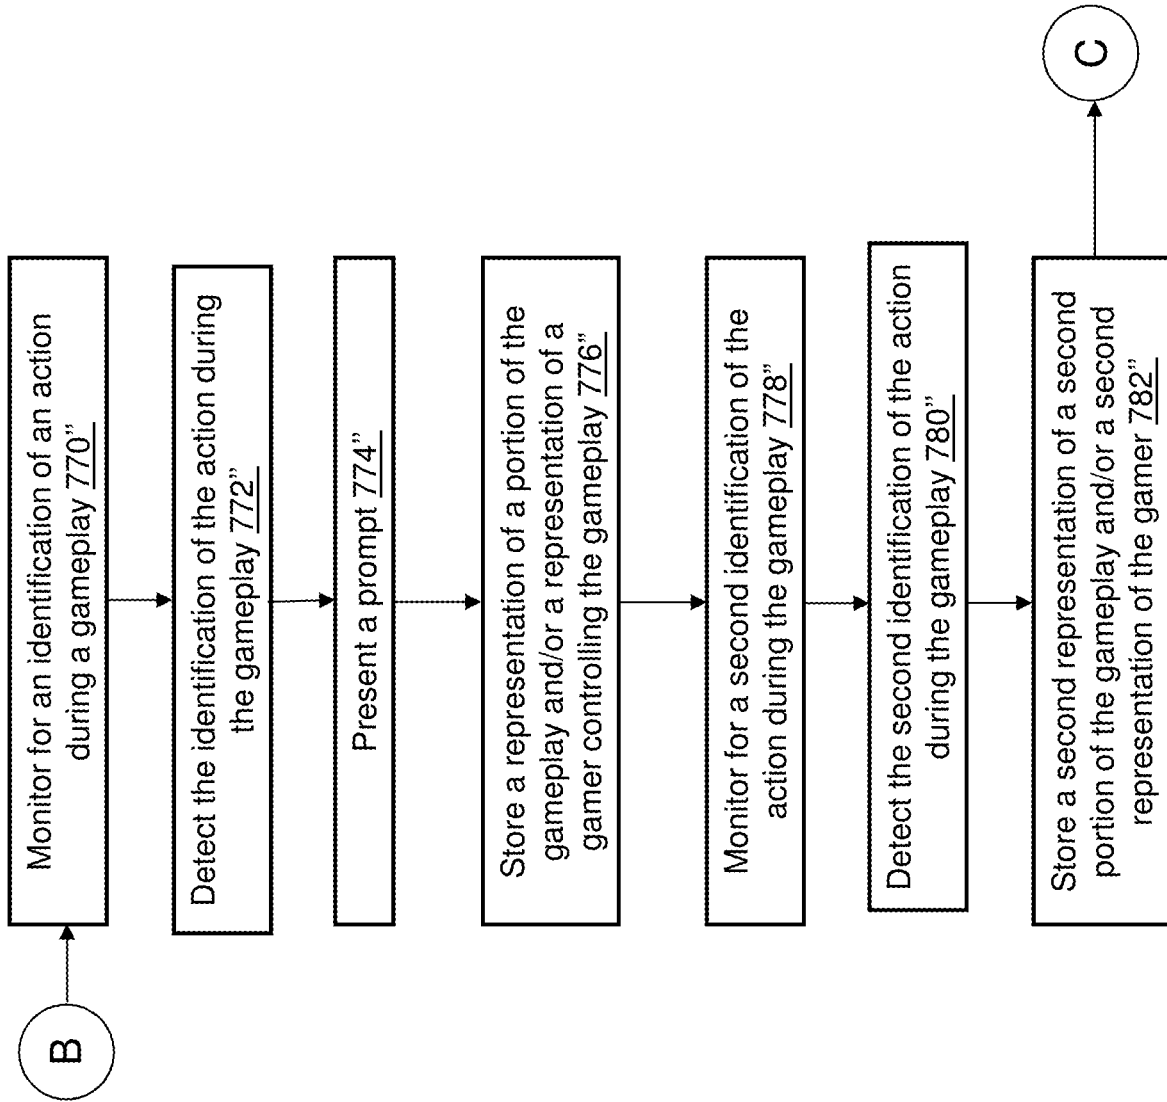 B
Monitor for an identification of an action
during a gameplay 770”
Detect the identification of the action during
the gameplay 772”
Present a prompt 774”
Store a representation of a portion of the
gameplay and/or a representation of a
gamer controlling the gameplay 776”
Monitor for a second identification of the
action during the gameplay 778”
Detect the second identification of the action
during the gameplay 780”
Store a second representation of a second
portion of the gameplay and/or a second
representation of the gamer 782”
C